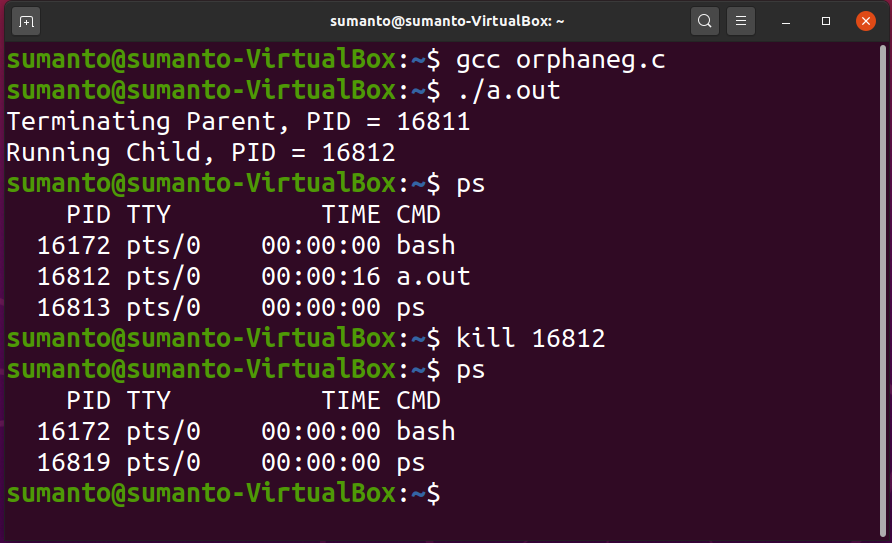 sumanto@sumanto-VirtualBox: ~
sumanto@sumanto-VirtualBox:~$ gcc orphaneg.c
sumanto@sumanto-VirtualBox:~$ ./a.out
Terminating Parent, PID = 16811
Running Child, PID = 16812
sumanto@sumanto-VirtualBox:~$ ps
    PID TTY          TIME CMD
  16172 pts/0    00:00:00 bash
  16812 pts/0    00:00:16 a.out
  16813 pts/0    00:00:00 ps
sumanto@sumanto-VirtualBox:~$ kill 16812
sumanto@sumanto-VirtualBox:~$ ps
    PID TTY          TIME CMD
  16172 pts/0    00:00:00 bash
  16819 pts/0    00:00:00 ps
sumanto@sumanto-VirtualBox:~$